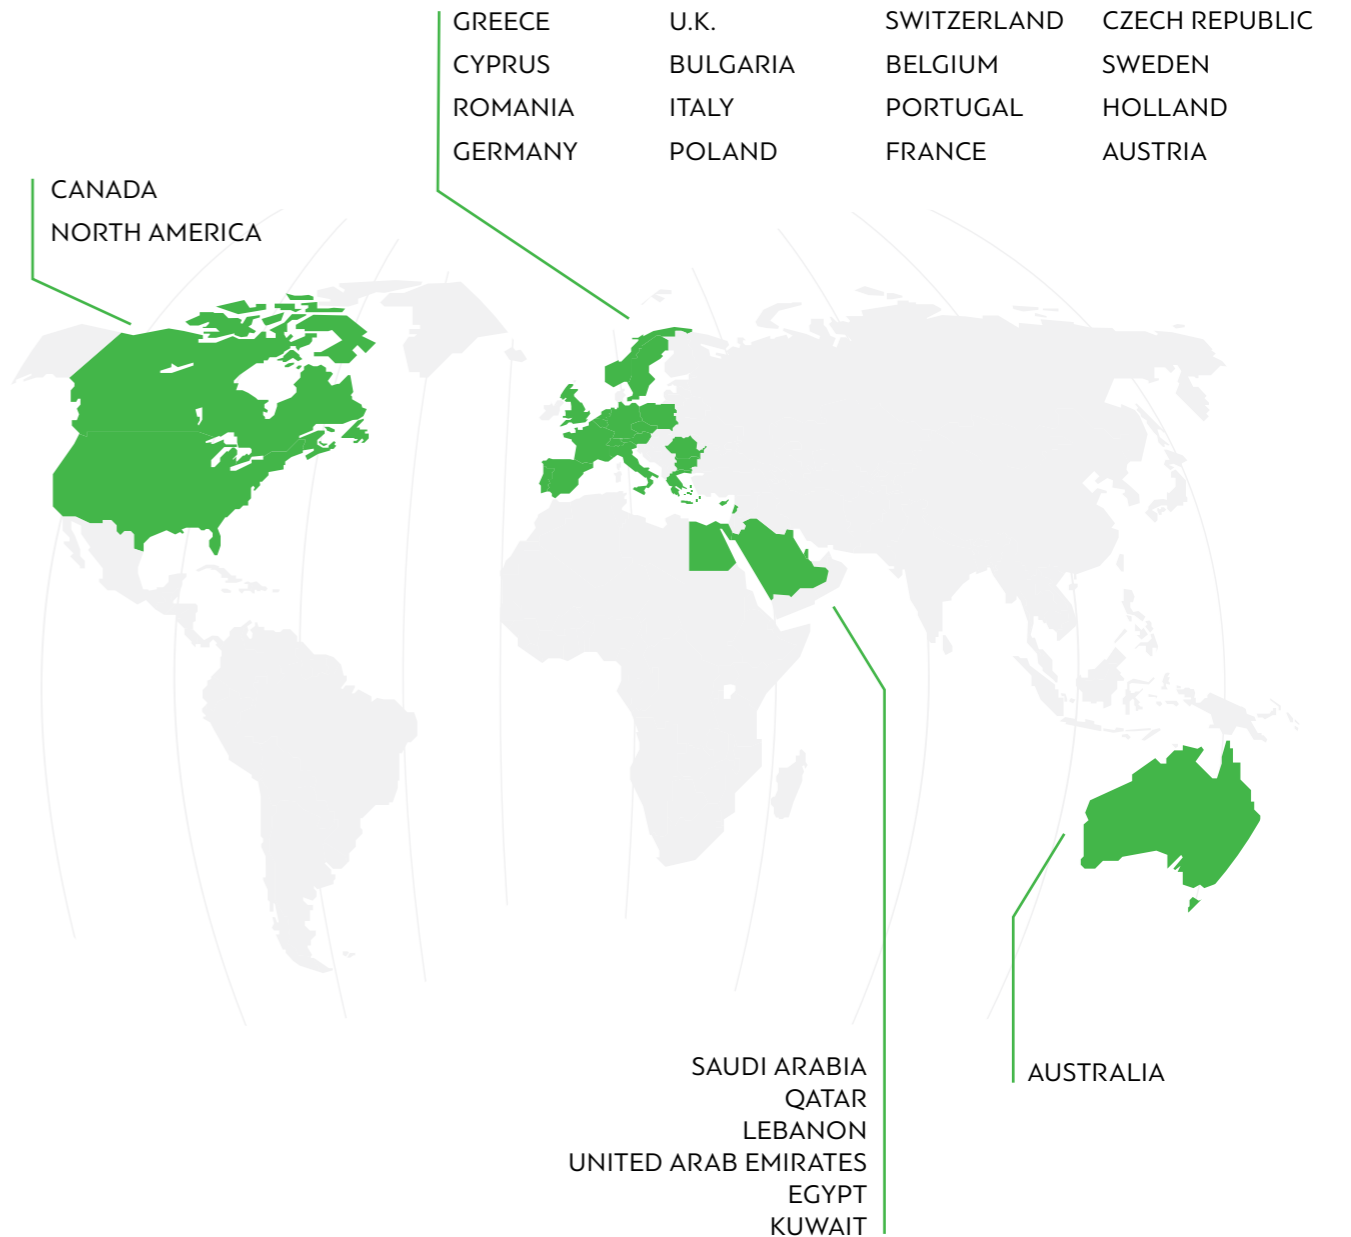 GREECE U.K. SWITZERLAND CZECH REPUBLIC
CYPRUS BULGARIA BELGIUM SWEDEN
ROMANIA ITALY PORTUGAL HOLLAND
GERMANY POLAND FRANCE AUSTRIA
CANADA
NORTH AMERICA
SAUDI ARABIA
QATAR
LEBANON
UNITED ARAB EMIRATES
EGYPT
KUWAIT
AUSTRALIA